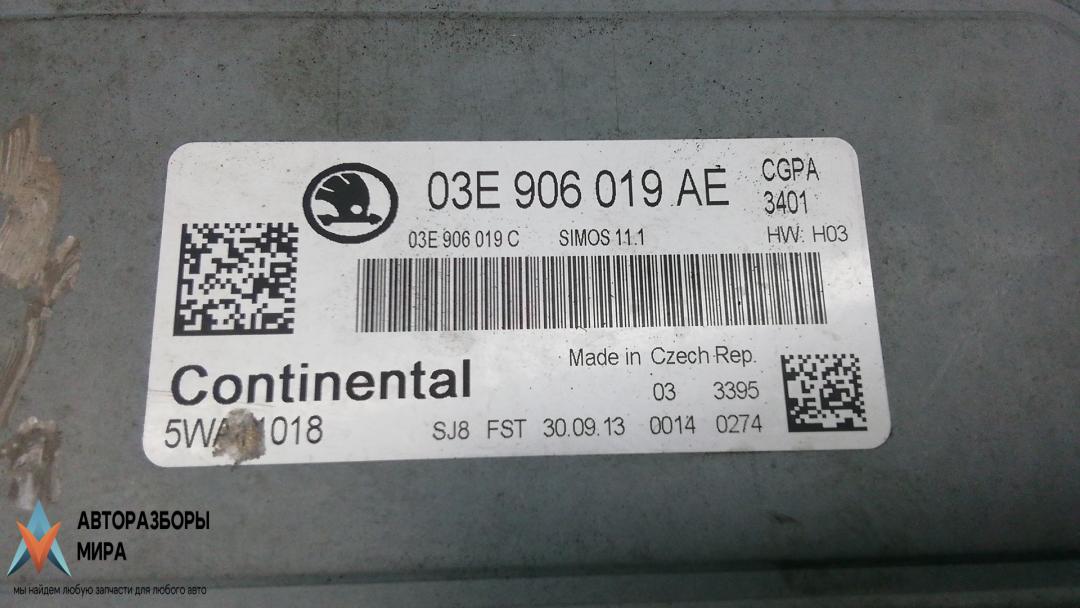 03E 906 019 AE
CGPA
3401
03E 906 019 C SIMOS 11.1
HW: H03
Continental
Made in Czech Rep.
03 3395
1018
SJ8 FST 30.09.13 0014 0274
АВТОРАЗБОРЫ
МИРА
мы найдем любую запчасти для любого авто